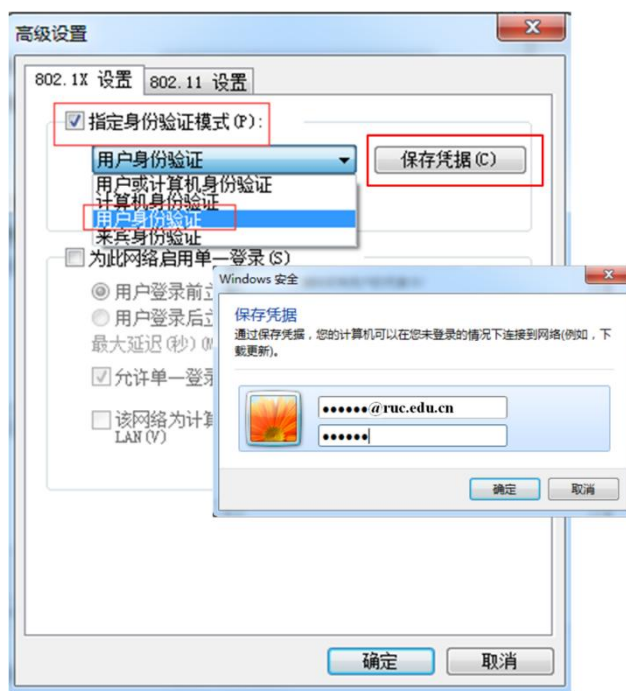 高级设置
802.1X 设置 802.11 设置
指定身份验证模式(P):
用户身份验证
保存凭据(C)
用户或计算机身份验证
计算机身份验证
用户身份验证
来宾身份验证
为此网络启用单一登录(S)
用户登录前立
用户登录后立
最大延迟(秒)(M
允许单一登录
该网络为计算
LAN(V)
Windows 安全
保存凭据
通过保存凭据，您的计算机可以在您未登录的情况下连接到网络(例如，下
载更新)。
••••••@ruc.edu.cn
••••••
确定 取消
确定 取消